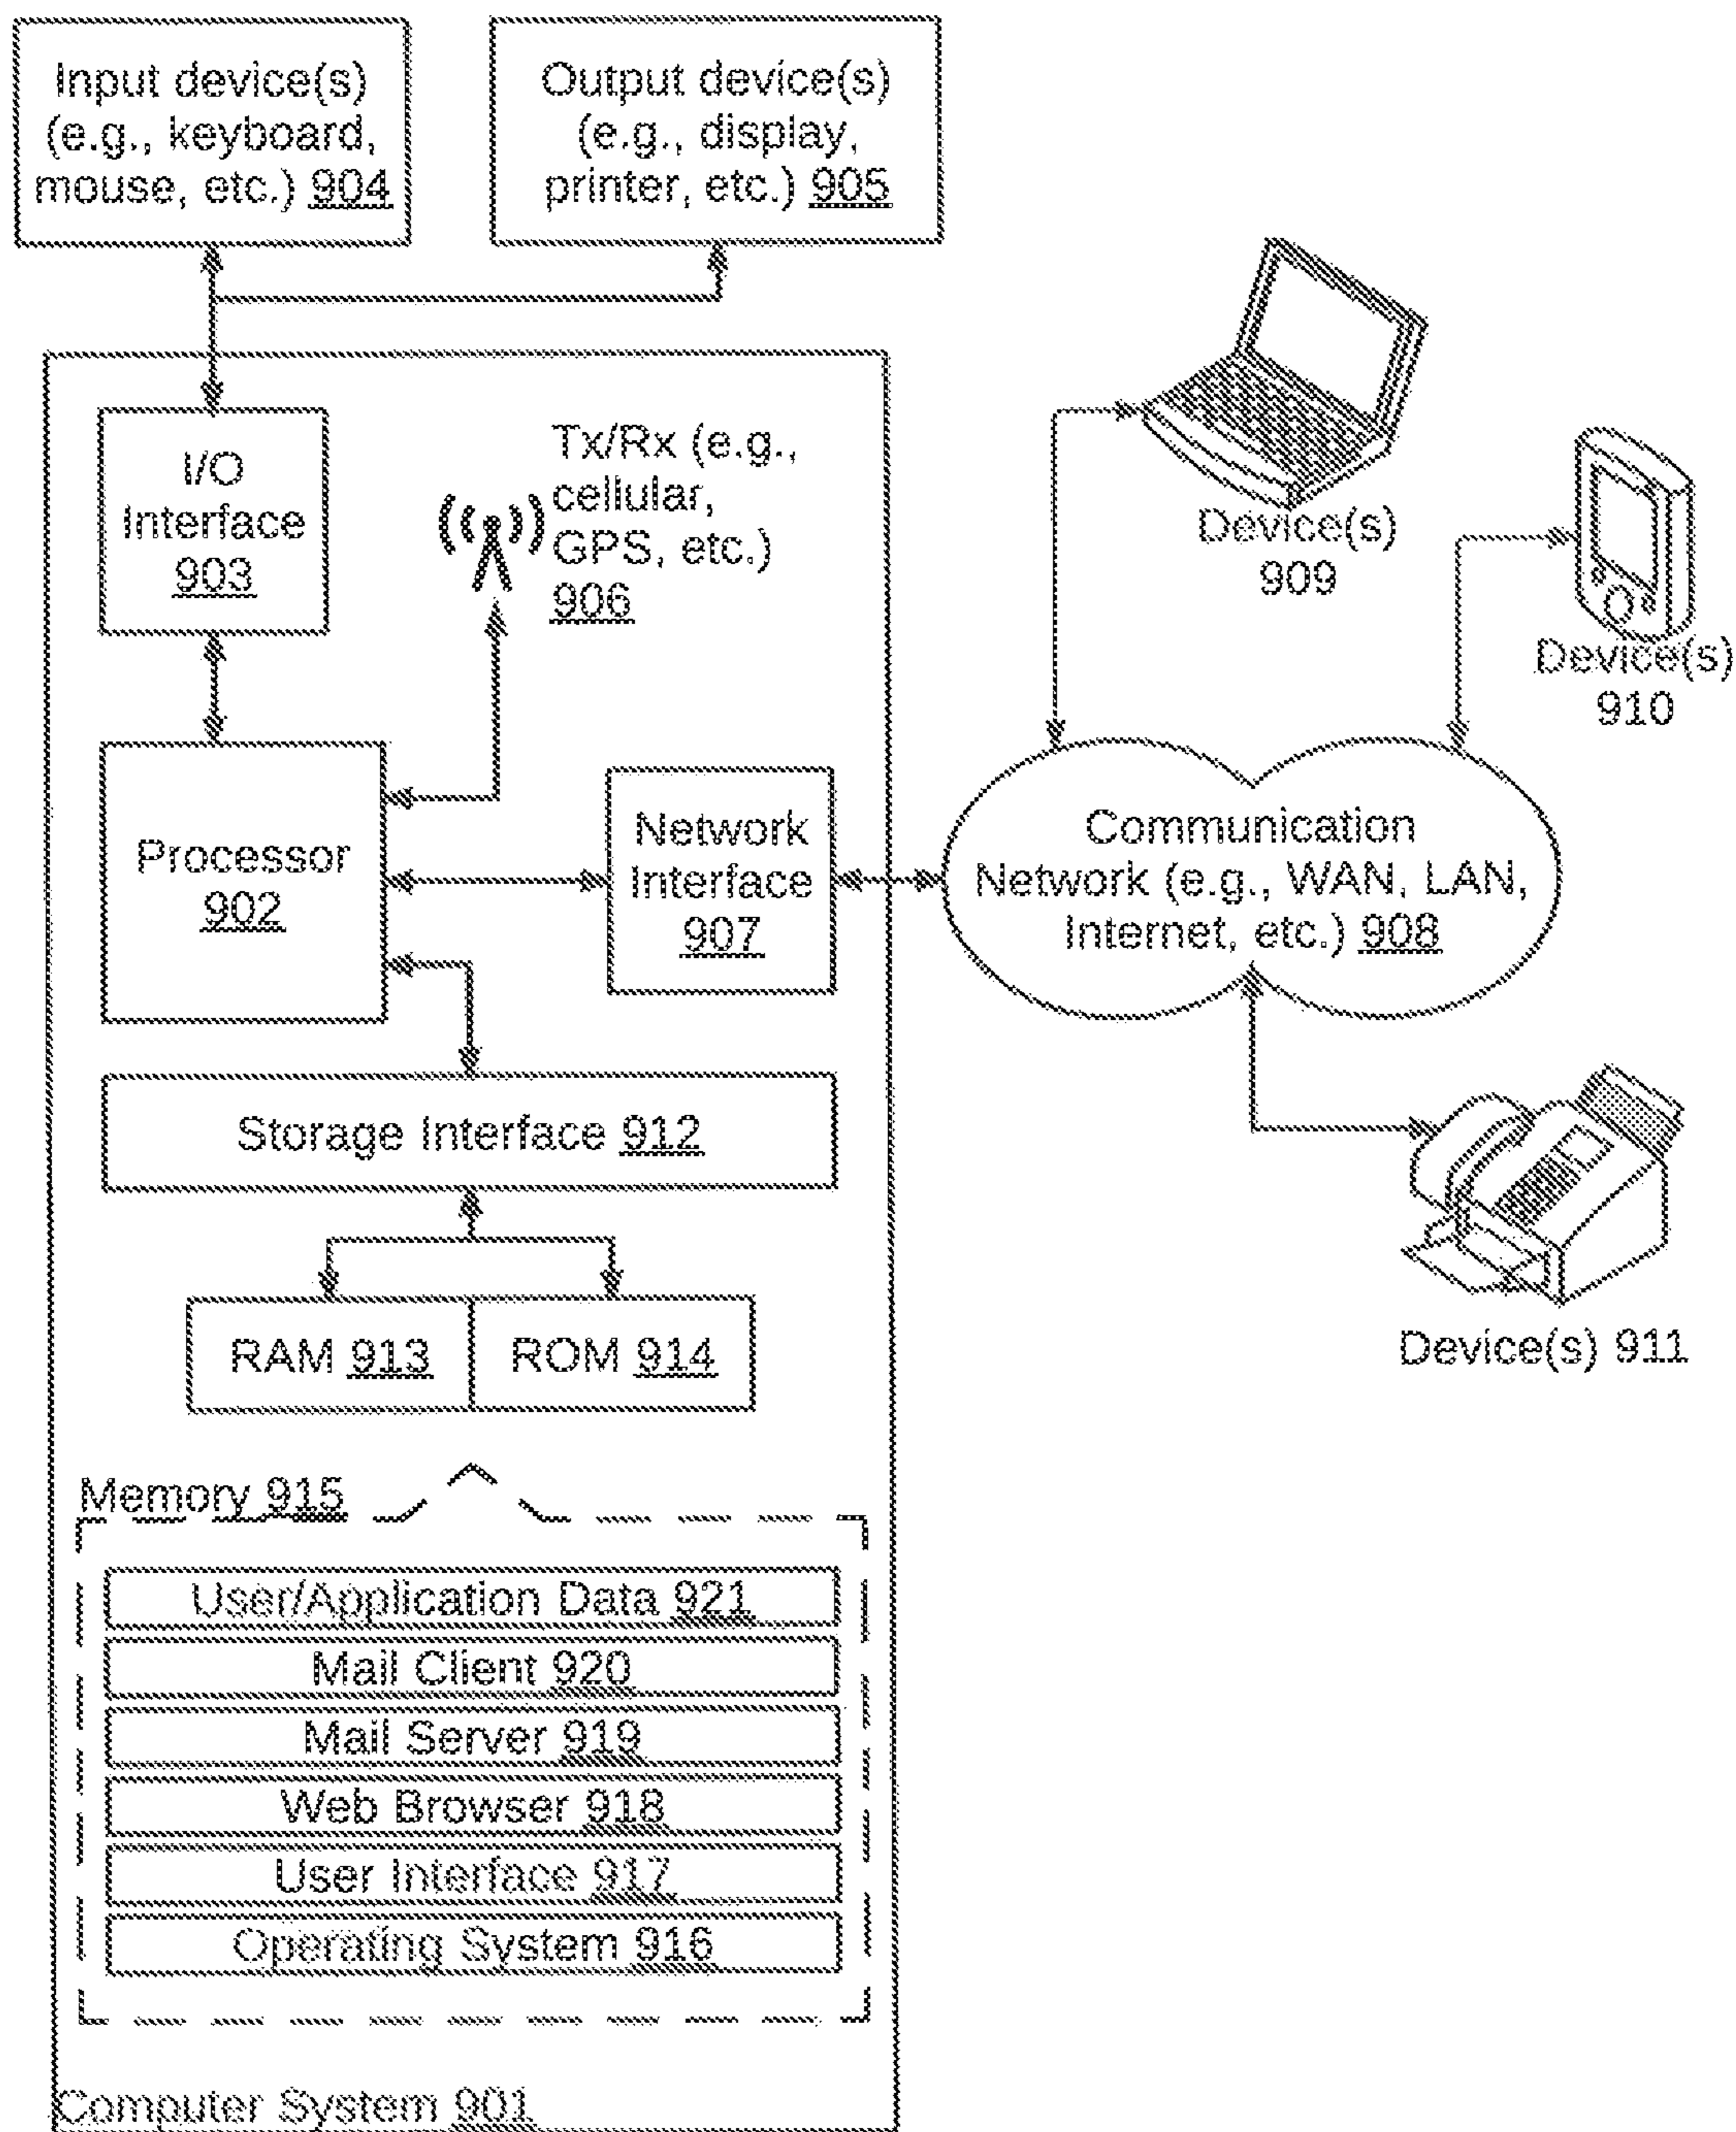 Input device(s)
(e.g., keyboard,
mouse, etc.) 904
Output device(s)
(e.g., display,
printer, etc.) 905
I/O
Interface
903
Tx/Rx (e.g.,
cellular,
GPS, etc.)
906
Device(s)
909
Device(s)
910
Processor
902
Network
Interface
907
Communication
Network (e.g., WAN, LAN,
Internet, etc.) 908
Storage Interface 912
RAM 913
ROM 914
Device(s) 911
Memory 915
User/Application Data 921
Mail Client 920
Mail Server 919
Web Browser 918
User Interface 917
Operating System 916
Computer System 901